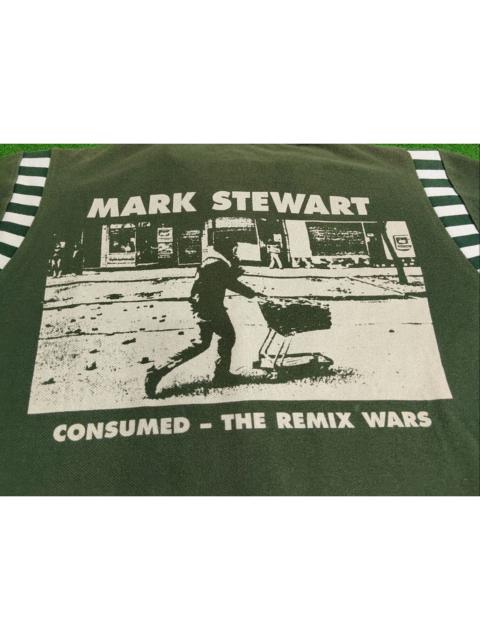 MARK STEWART
CONSUMED – THE REMIX WARS